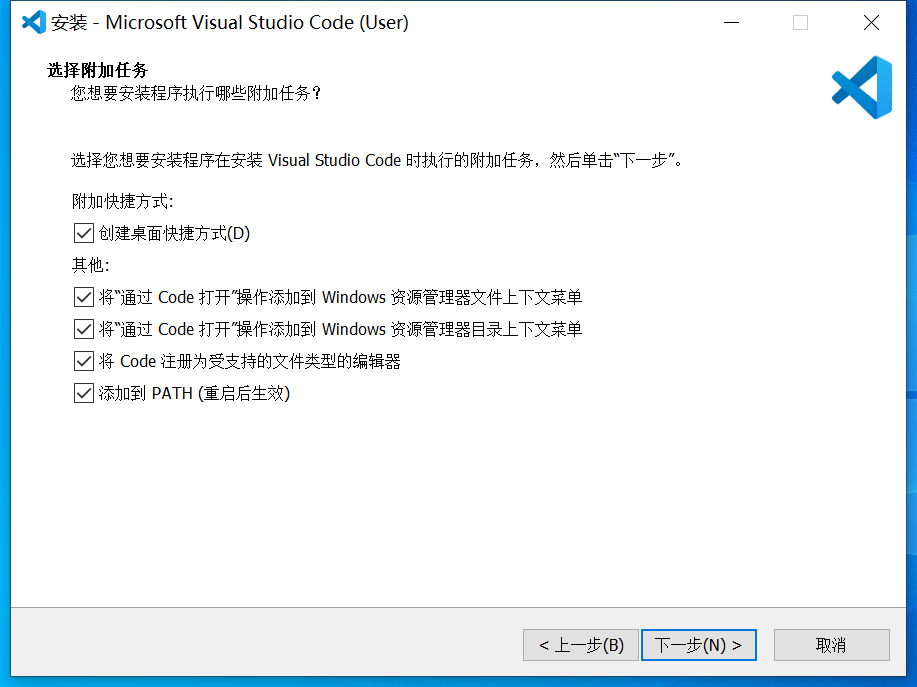 安装 - Microsoft Visual Studio Code (User)
选择附加任务
您想要安装程序执行哪些附加任务？
选择您想要安装程序在安装 Visual Studio Code 时执行的附加任务，然后单击“下一步”。
附加快捷方式:
创建桌面快捷方式(D)
其他:
将“通过 Code 打开”操作添加到 Windows 资源管理器文件上下文菜单
将“通过 Code 打开”操作添加到 Windows 资源管理器目录上下文菜单
将 Code 注册为受支持的文件类型的编辑器
添加到 PATH (重启后生效)
< 上一步(B) 下一步(N) > 取消